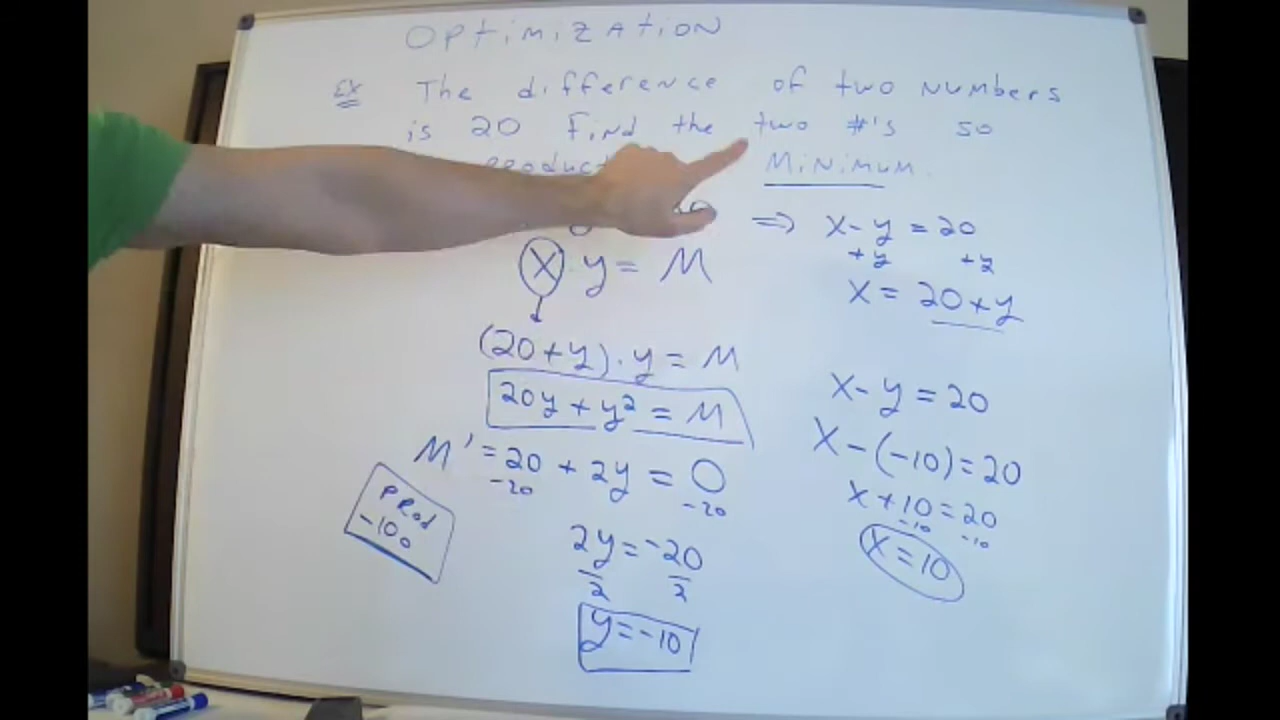 OPtimizAtiON
EX The difference of two NUMBERS
is 20 Find the two #'s so
PRODUCT MiNiMUM.
=> x-y=20
+y +y
x = 20+y
x·y = M
(20+y)·y = M
20y + y² = M
M' = 20 + 2y = 0
-20 -20
2y = -20
2 2
y = -10
PROd
-100
x-y=20
x-(-10)=20
x+10=20
-10 -10
x=10